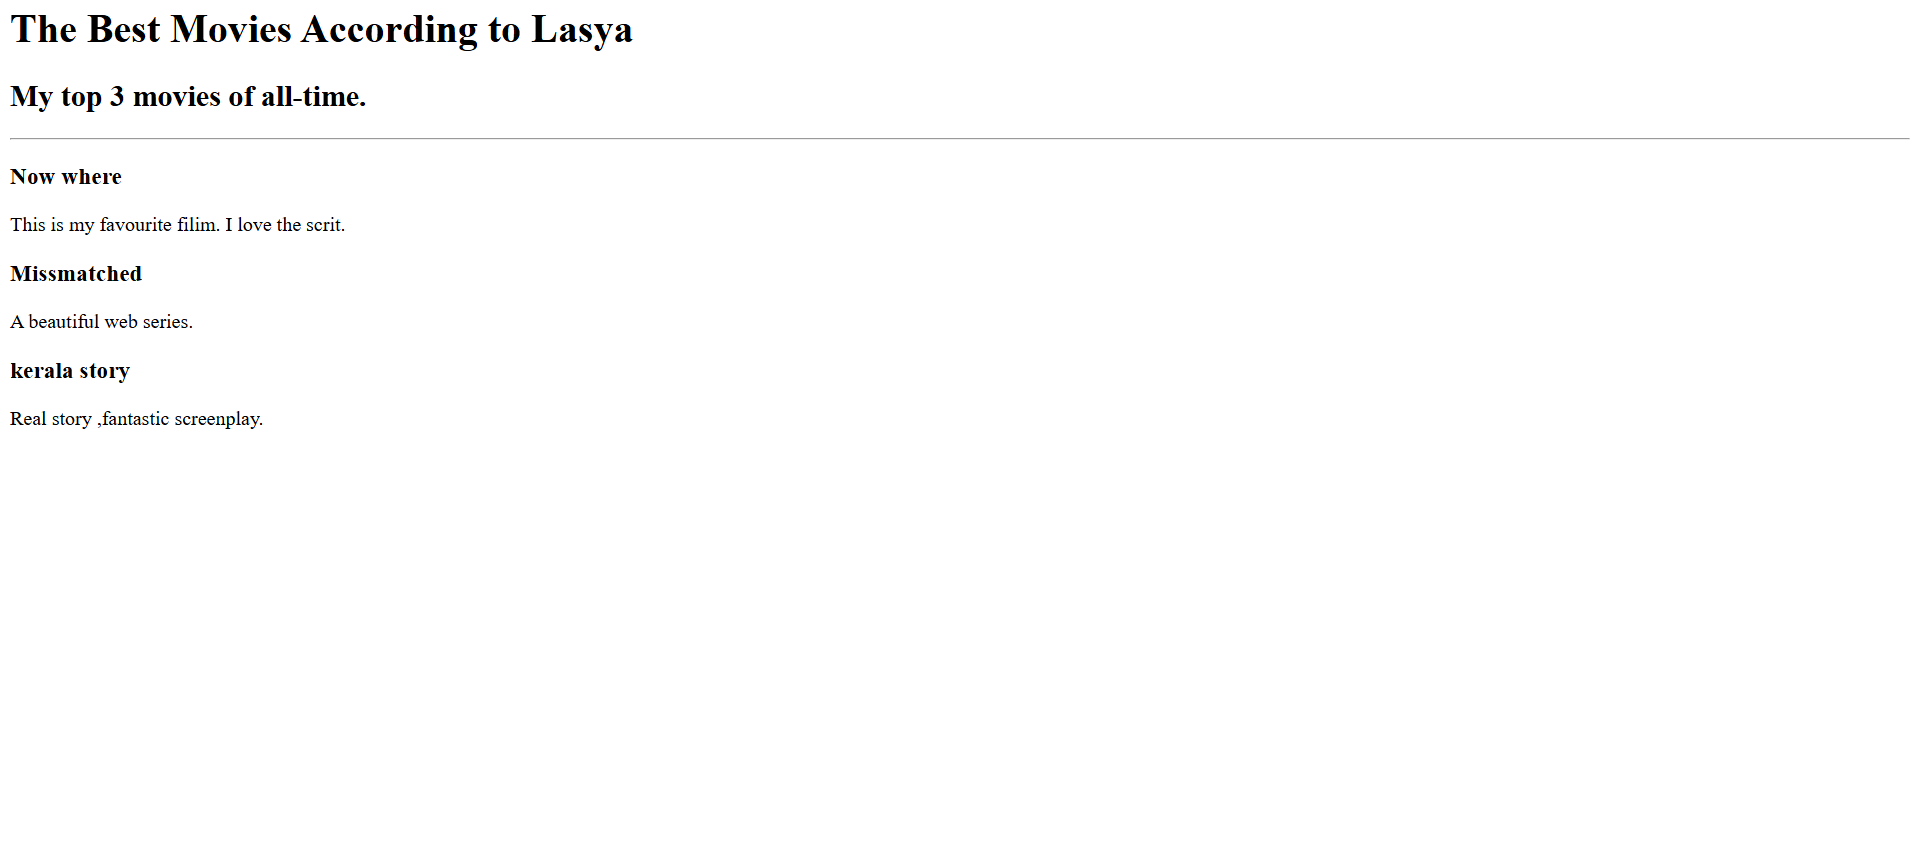 The Best Movies According to Lasya
My top 3 movies of all-time.
Now where
This is my favourite filim. I love the scrit.
Missmatched
A beautiful web series.
kerala story
Real story ,fantastic screenplay.